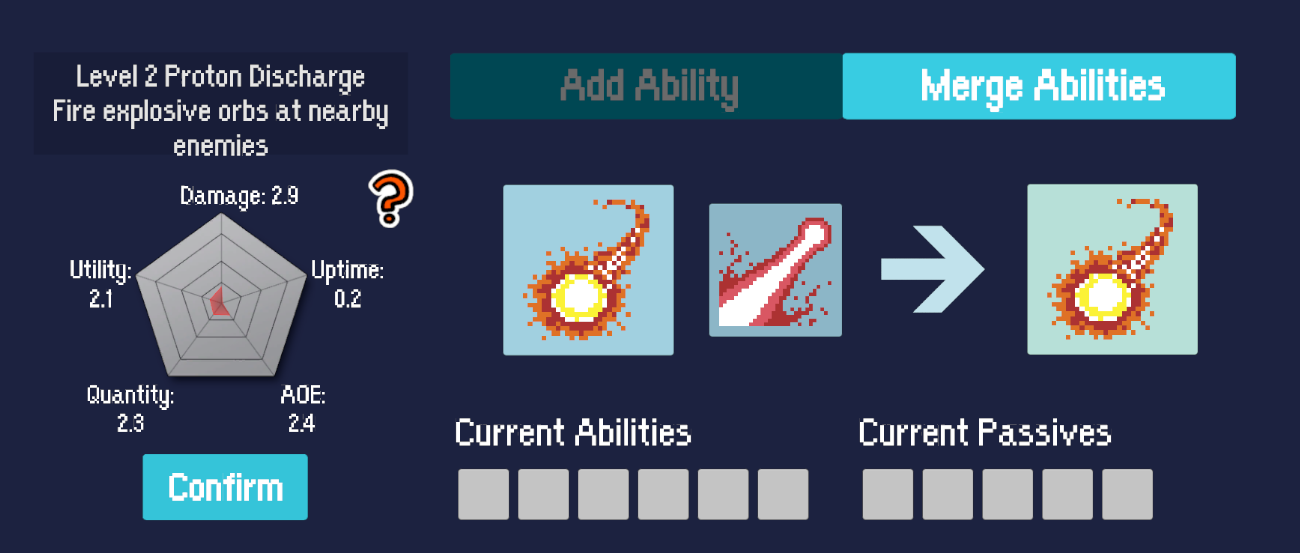 Level 2 Proton Discharge
Fire explosive orbs at nearby
enemies
Add Ability
Merge Abilities
Damage: 2.9
?
Utility:
2.1
Uptime:
0.2
Quantity:
2.3
AOE:
2.4
Confirm
Current Abilities
Current Passives